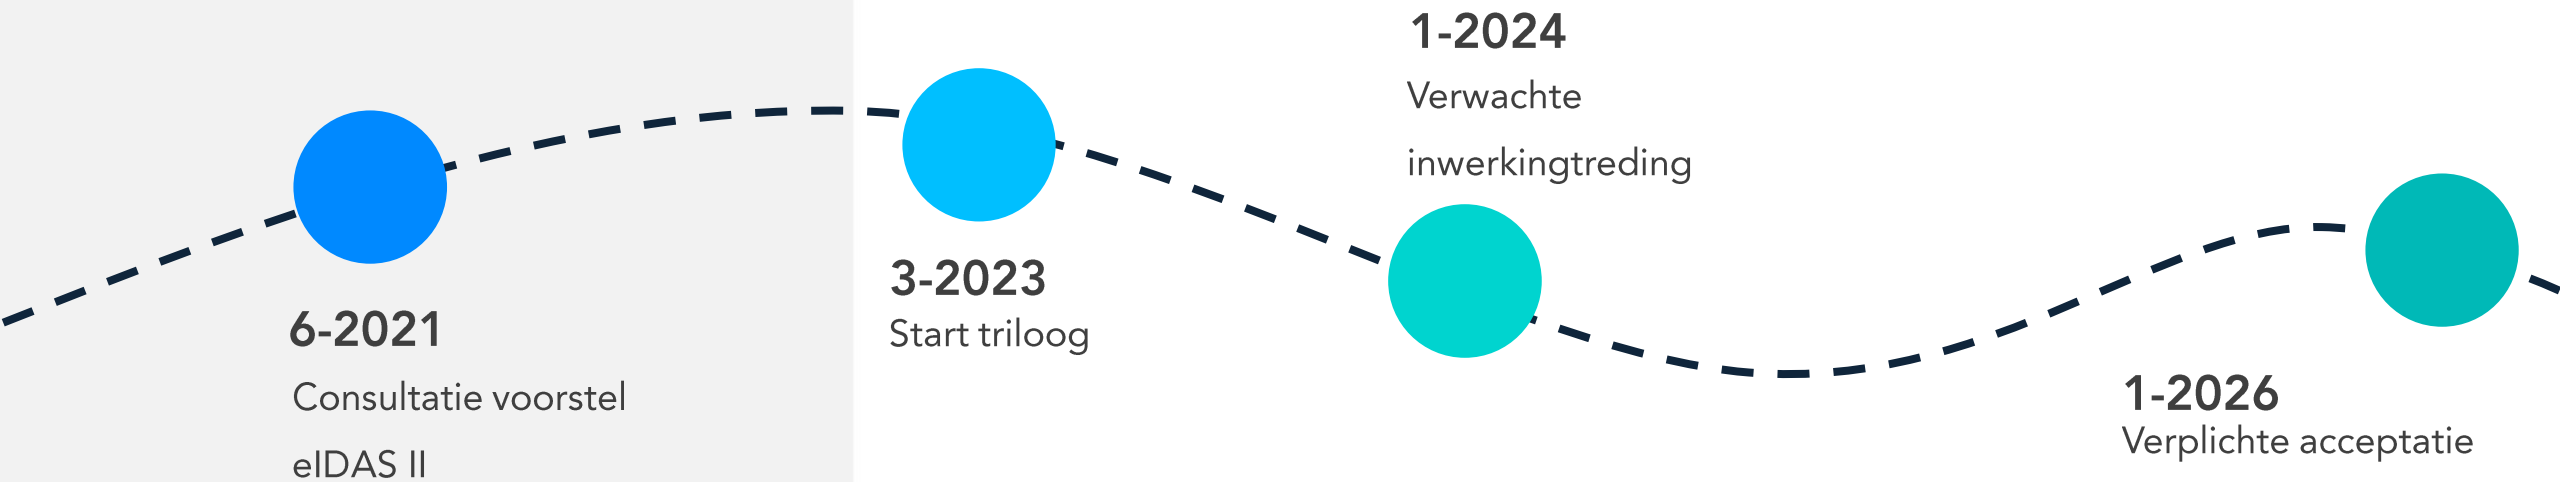 6-2021
Consultatie voorstel
eIDAS II
3-2023
Start triloog
1-2024
Verwachte
inwerkingtreding
1-2026
Verplichte acceptatie